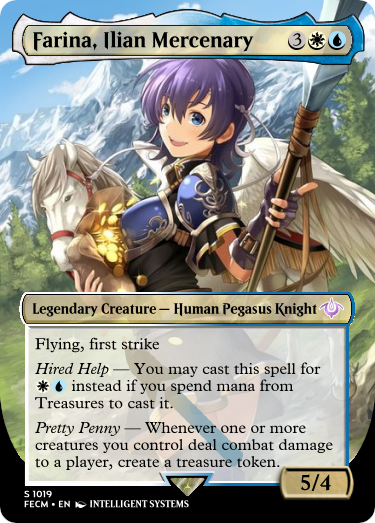 Farina, Ilian Mercenary 3
Legendary Creature — Human Pegasus Knight
Flying, first strike
Hired Help — You may cast this spell for
instead if you spend mana from
Treasures to cast it.
Pretty Penny — Whenever one or more
creatures you control deal combat damage
to a player, create a treasure token.
5/4
S 1019
FECM • EN INTELLIGENT SYSTEMS